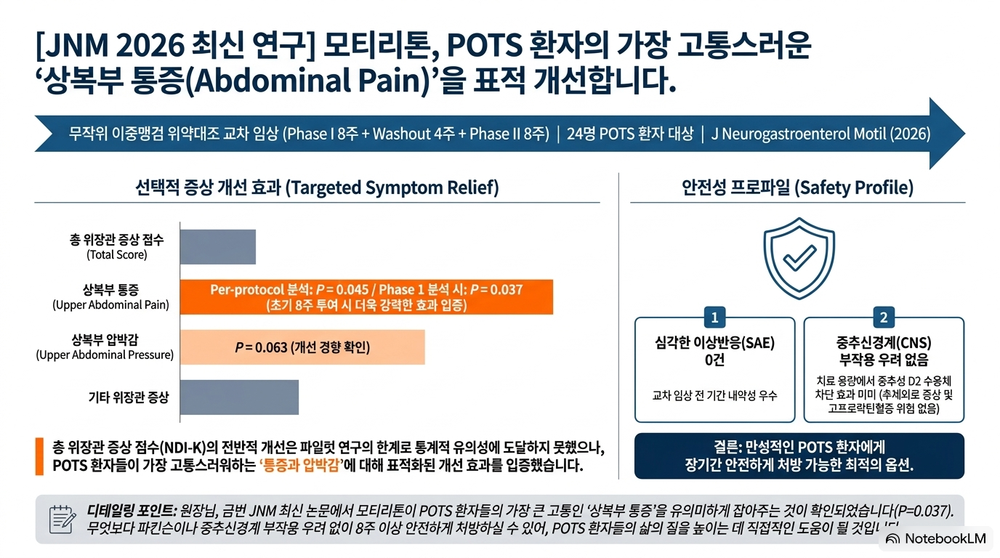 [JNM 2026 최신 연구] 모티리톤, POTS 환자의 가장 고통스러운
‘상복부 통증(Abdominal Pain)’을 표적 개선합니다.
무작위 이중맹검 위약대조 교차 임상 (Phase I 8주 + Washout 4주 + Phase II 8주) | 24명 POTS 환자 대상 | J Neurogastroenterol Motil (2026)
선택적 증상 개선 효과 (Targeted Symptom Relief)
총 위장관 증상 점수
(Total Score)
상복부 통증
(Upper Abdominal Pain)
Per-protocol 분석: P = 0.045 / Phase 1 분석 시: P = 0.037
(초기 8주 투여 시 더욱 강력한 효과 입증)
상복부 압박감
(Upper Abdominal Pressure)
P = 0.063 (개선 경향 확인)
기타 위장관 증상
총 위장관 증상 점수(NDI-K)의 전반적 개선은 파일럿 연구의 한계로 통계적 유의성에 도달하지 못했으나,
POTS 환자들이 가장 고통스러워하는 ‘통증과 압박감’에 대해 표적화된 개선 효과를 입증했습니다.
안전성 프로파일 (Safety Profile)
1
심각한 이상반응(SAE)
0건
교차 임상 전 기간 내약성 우수
2
중추신경계(CNS)
부작용 우려 없음
치료 용량에서 중추성 D2 수용체
차단 효과 미미 (추체외로 증상 및
고프로락틴혈증 위험 없음)
결론: 만성적인 POTS 환자에게
장기간 안전하게 처방 가능한 최적의 옵션.
디테일링 포인트: 원장님, 금번 JNM 최신 논문에서 모티리톤이 POTS 환자들의 가장 큰 고통인 ‘상복부 통증’을 유의미하게 잡아주는 것이 확인되었습니다(P=0.037).
무엇보다 파킨슨이나 중추신경계 부작용 우려 없이 8주 이상 안전하게 처방하실 수 있어, POTS 환자들의 삶의 질을 높이는 데 직접적인 도움이 될 것입니다
NotebookLM